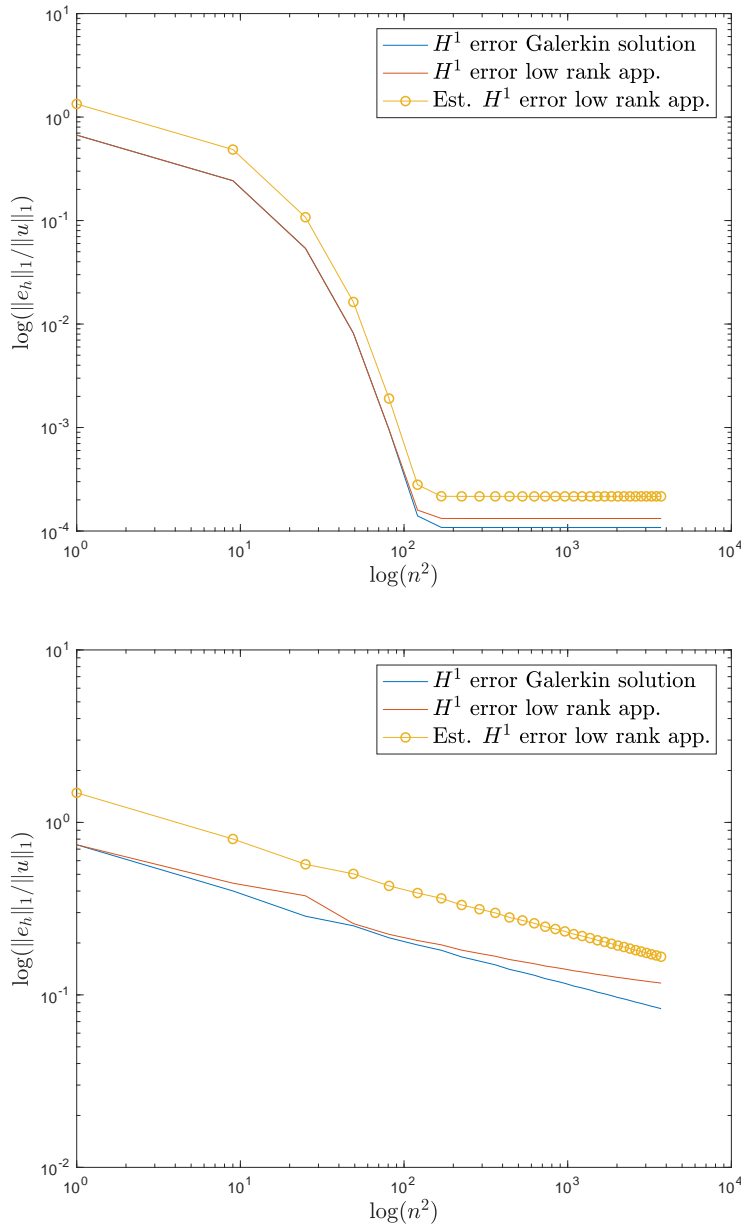 10^1
10^0
10^{-1}
10^{-2}
10^{-3}
10^{-4}
log(||e_h||_1/||u||_1)
H^1 error Galerkin solution
H^1 error low rank app.
Est. H^1 error low rank app.
10^0
10^1
10^2
10^3
10^4
log(n^2)
10^1
10^0
10^{-1}
10^{-2}
log(||e_h||_1/||u||_1)
H^1 error Galerkin solution
H^1 error low rank app.
Est. H^1 error low rank app.
10^0
10^1
10^2
10^3
10^4
log(n^2)